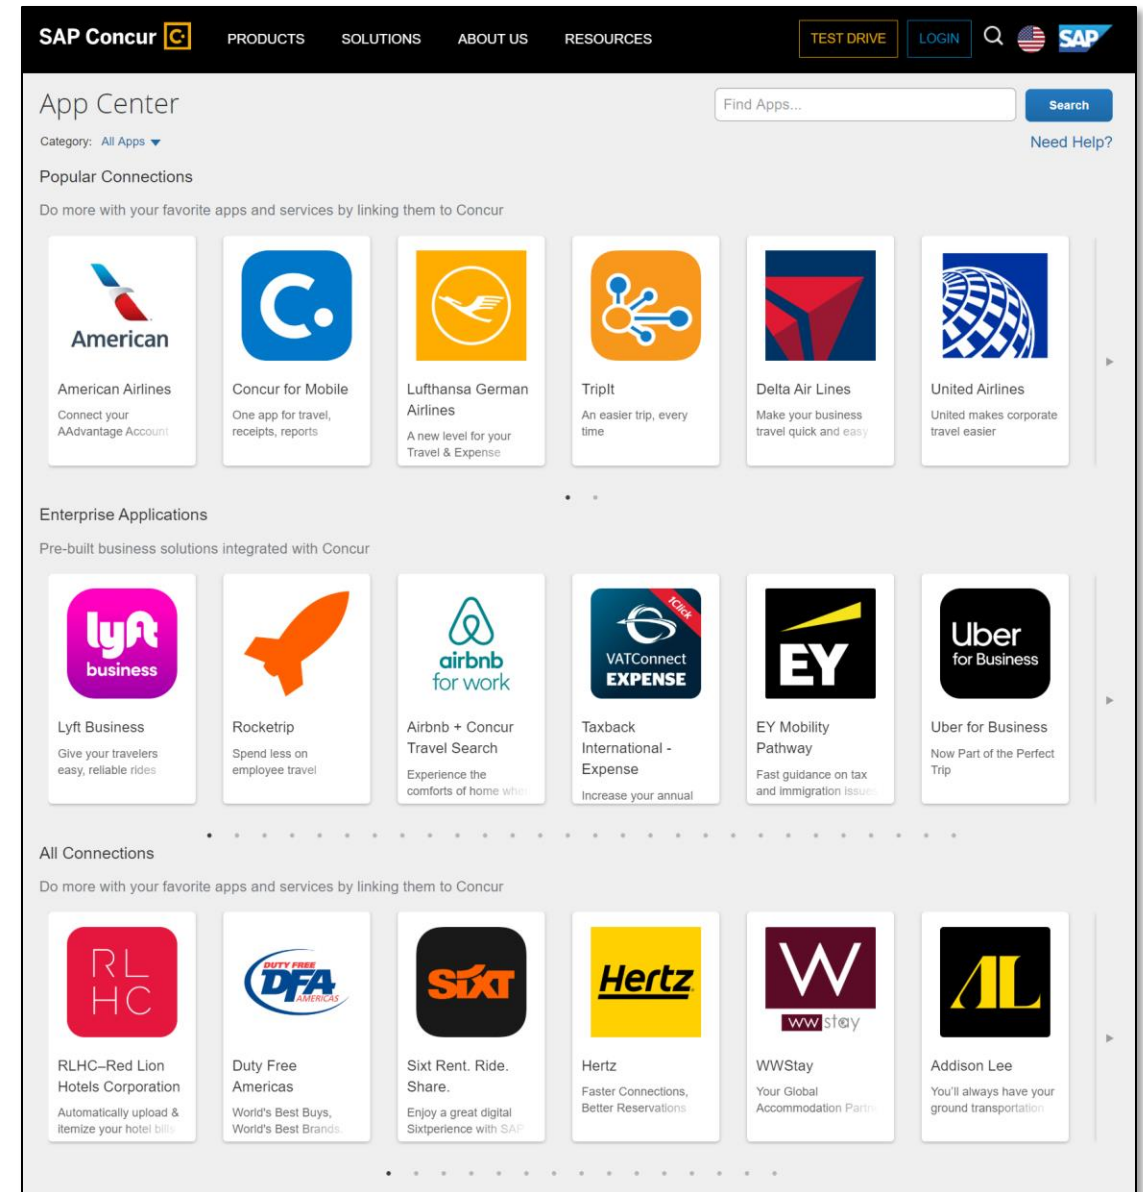 SAP Concur C. PRODUCTS SOLUTIONS ABOUT US RESOURCES TEST DRIVE LOGIN SAP
App Center
Find Apps... Search
Category: All Apps
Need Help?
Popular Connections
Do more with your favorite apps and services by linking them to Concur
American
C.
American Airlines
Connect your
AAdvantage Account
Concur for Mobile
One app for travel,
receipts, reports
Lufthansa German
Airlines
A new level for your
Travel & Expense
TripIt
An easier trip, every
time
Delta Air Lines
Make your business
travel quick and easy
United Airlines
United makes corporate
travel easier
Enterprise Applications
Pre-built business solutions integrated with Concur
lyft
business
Lyft Business
Give your travelers
easy, reliable rides
Rocketrip
Spend less on
employee travel
airbnb
for work
Airbnb + Concur
Travel Search
Experience the
comforts of home when
1Click
VATConnect
EXPENSE
Taxback
International -
Expense
Increase your annual
EY
EY Mobility
Pathway
Fast guidance on tax
and immigration issues
Uber
for Business
Uber for Business
Now Part of the Perfect
Trip
All Connections
Do more with your favorite apps and services by linking them to Concur
RL
HC
RLHC–Red Lion
Hotels Corporation
Automatically upload &
itemize your hotel bills
DUTY FREE
DFA
AMERICAS
Duty Free
Americas
World's Best Buys,
World's Best Brands.
SIXT
Sixt Rent. Ride.
Share.
Enjoy a great digital
Sixtperience with SAP
Hertz
Hertz
Faster Connections,
Better Reservations
W
wwstay
WWStay
Your Global
Accommodation Partn
AL
Addison Lee
You'll always have your
ground transportation